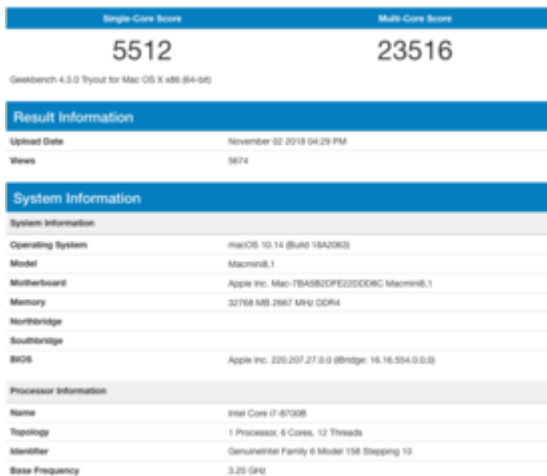 Single-Core Score Multi-Core Score
5512 23516
Geekbench 4.3.0 Tryout for Mac OS X x86 (64-bit)
Result Information
Upload Date November 02 2018 04:29 PM
Views 5674
System Information
System Information
Operating System macOS 10.14 (Build 18A2063)
Model Macmini8,1
Motherboard Apple Inc. Mac-7BA5B2DFE22DDD8C Macmini8,1
Memory 32768 MB 2667 MHz DDR4
Northbridge
Southbridge
BIOS Apple Inc. 220.207.27.0.0 (iBridge: 16.16.554.0.0,0)
Processor Information
Name Intel Core i7-8700B
Topology 1 Processor, 6 Cores, 12 Threads
Identifier GenuineIntel Family 6 Model 158 Stepping 10
Base Frequency 3.20 GHz